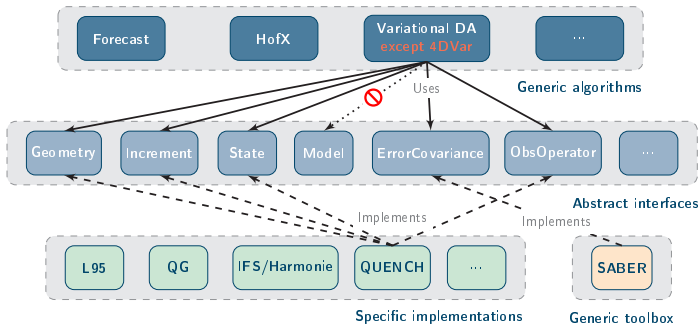 Forecast
HofX
Variational DA
except 4DVar
...
Generic algorithms
Uses
Geometry
Increment
State
Model
ErrorCovariance
ObsOperator
...
Abstract interfaces
Implements
Implements
L95
QG
IFS/Harmonie
QUENCH
...
SABER
Specific implementations
Generic toolbox